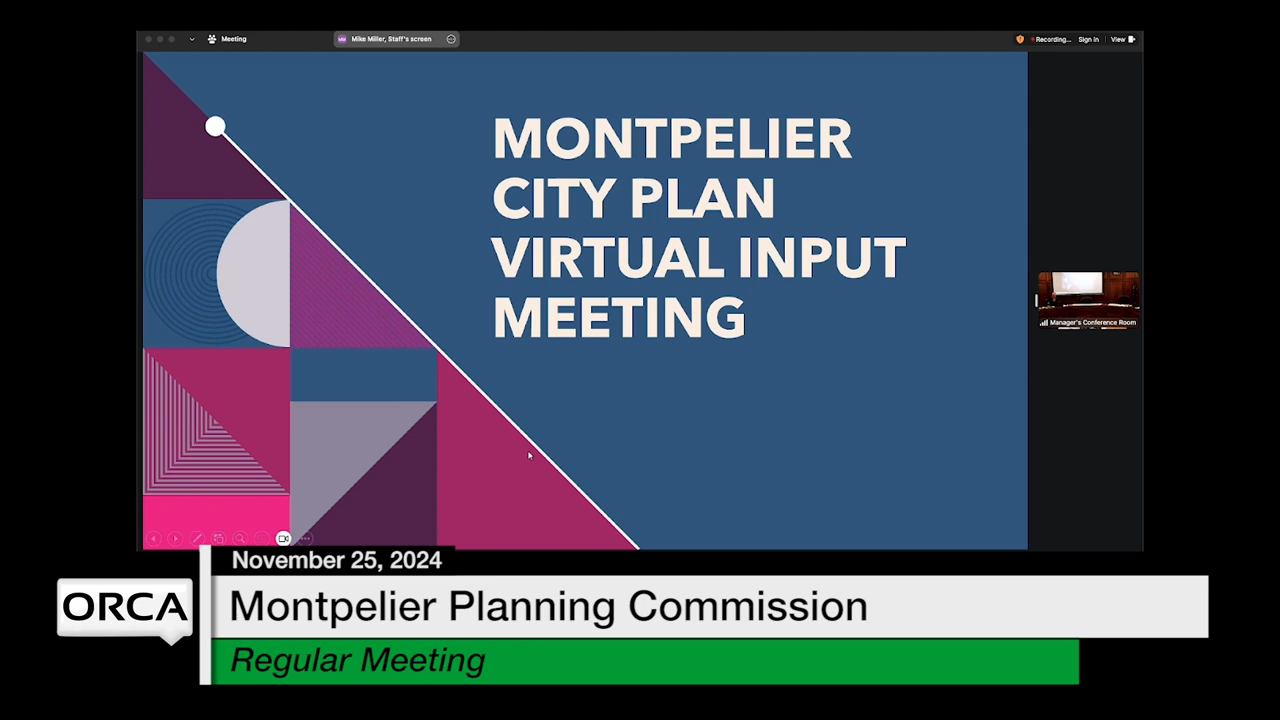 Meeting
Mike Miller, Staff's screen
Recording...
Sign in
View
MONTPELIER
CITY PLAN
VIRTUAL INPUT
MEETING
Manager's Conference Room
November 25, 2024
ORCA
Montpelier Planning Commission
Regular Meeting